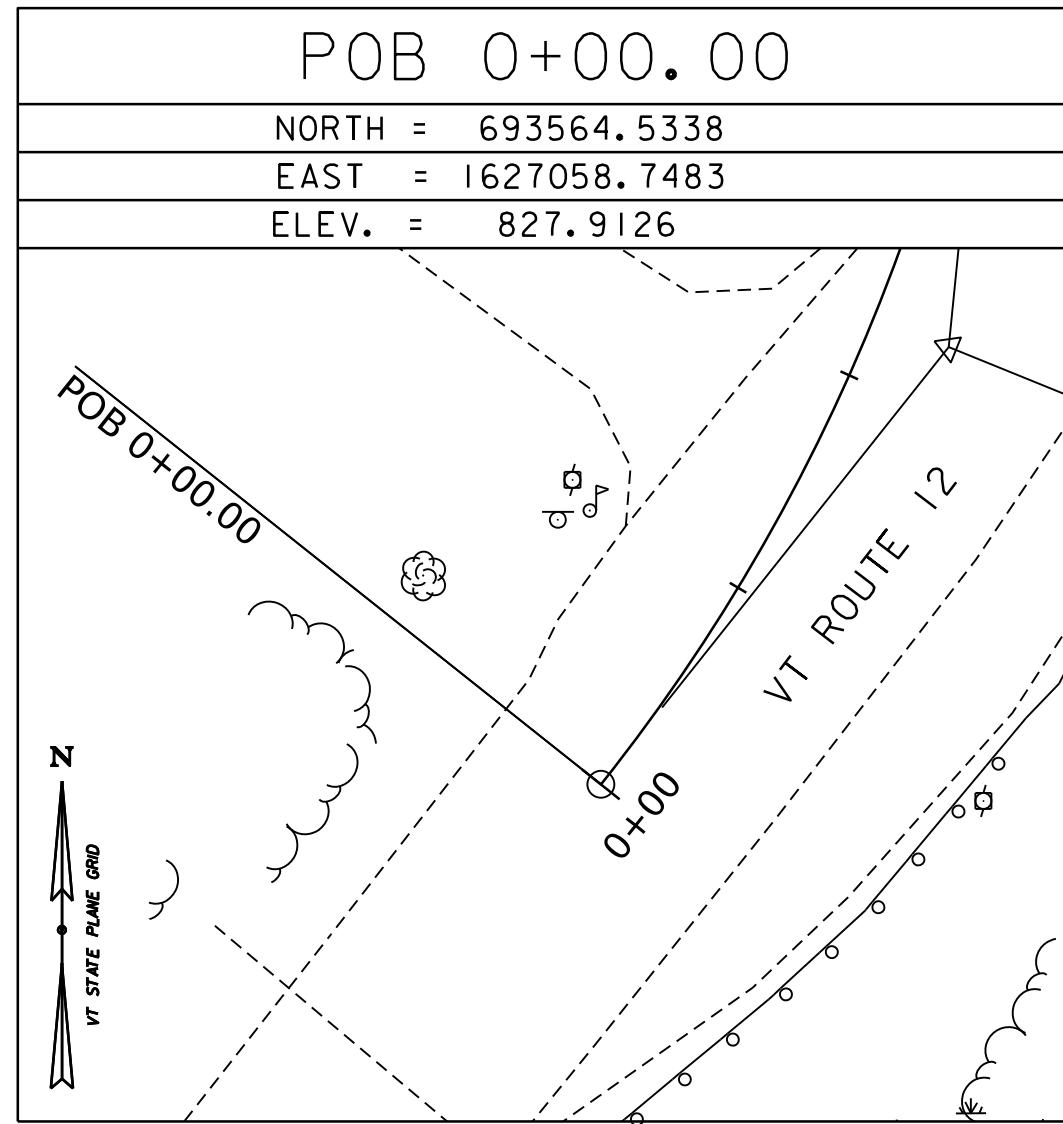 POB 0+00.00
NORTH = 693564.5338
EAST = 1627058.7483
ELEV. = 827.9126
POB 0+00.00
VT ROUTE 12
0+00
N
VT STATE PLANE GRID